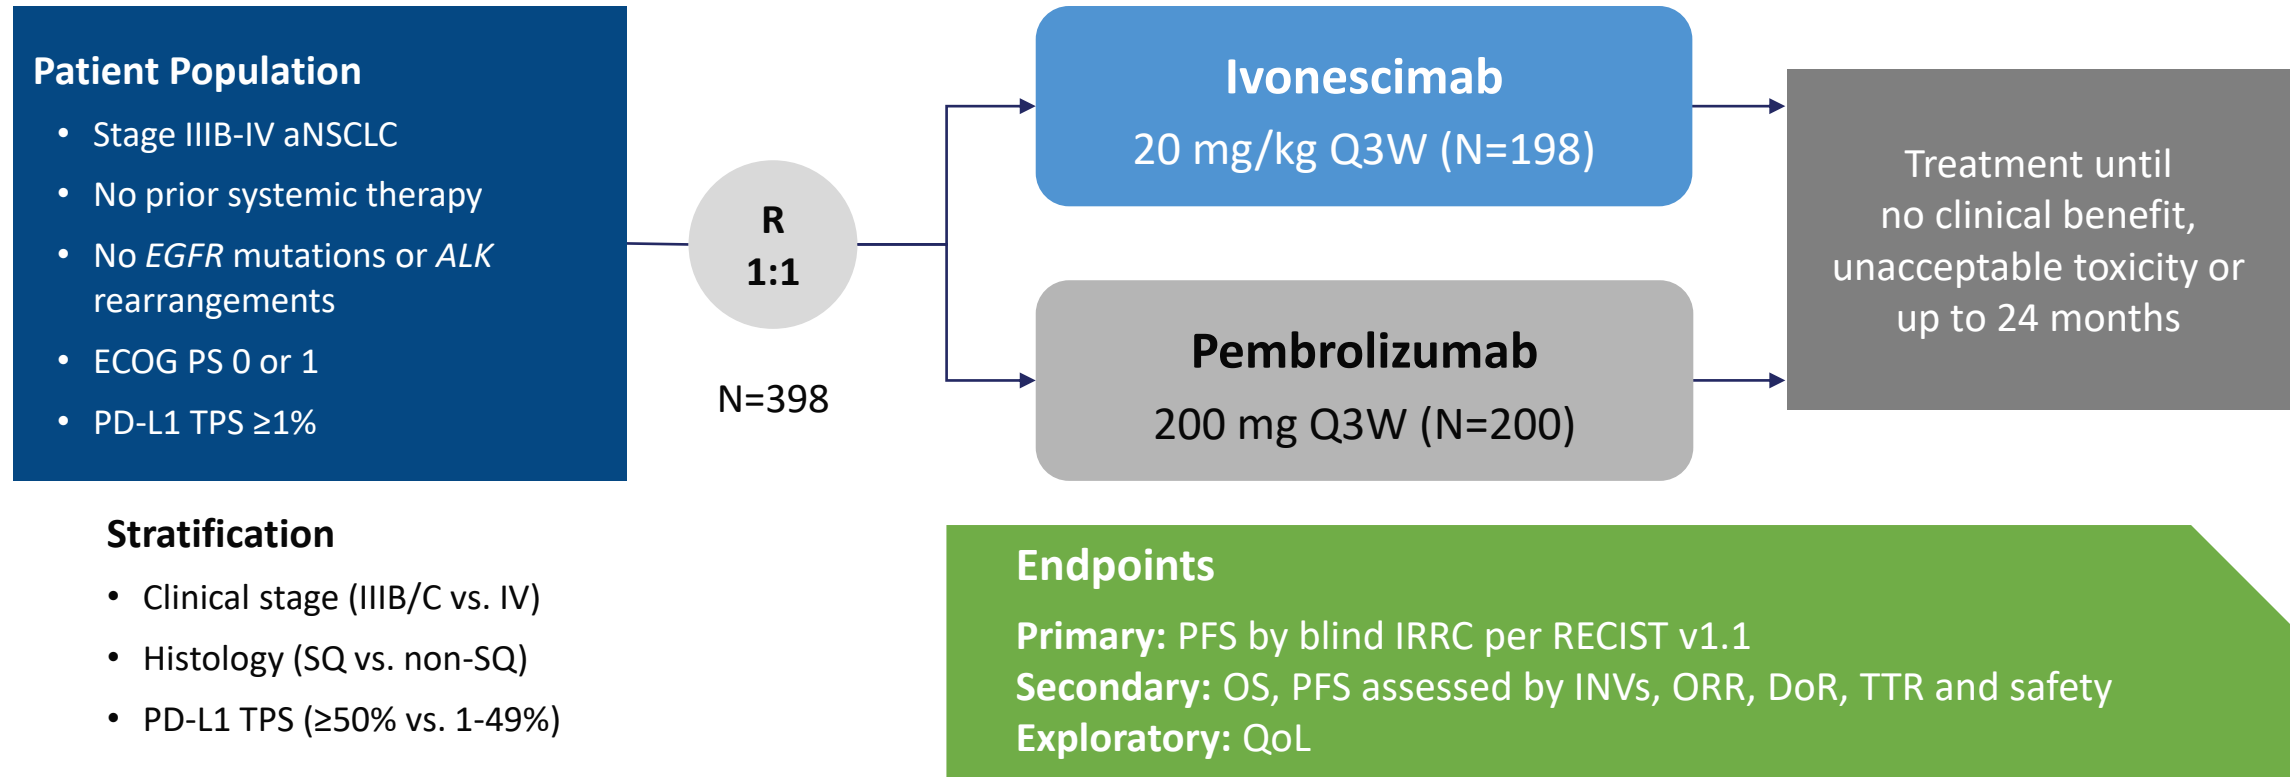 Patient Population
• Stage IIIB-IV aNSCLC
• No prior systemic therapy
• No EGFR mutations or ALK
rearrangements
• ECOG PS 0 or 1
• PD-L1 TPS ≥1%
R
1:1
N=398
Ivonescimab
20 mg/kg Q3W (N=198)
Pembrolizumab
200 mg Q3W (N=200)
Treatment until
no clinical benefit,
unacceptable toxicity or
up to 24 months
Stratification
• Clinical stage (IIIB/C vs. IV)
• Histology (SQ vs. non-SQ)
• PD-L1 TPS (≥50% vs. 1-49%)
Endpoints
Primary: PFS by blind IRRC per RECIST v1.1
Secondary: OS, PFS assessed by INVs, ORR, DoR, TTR and safety
Exploratory: QoL